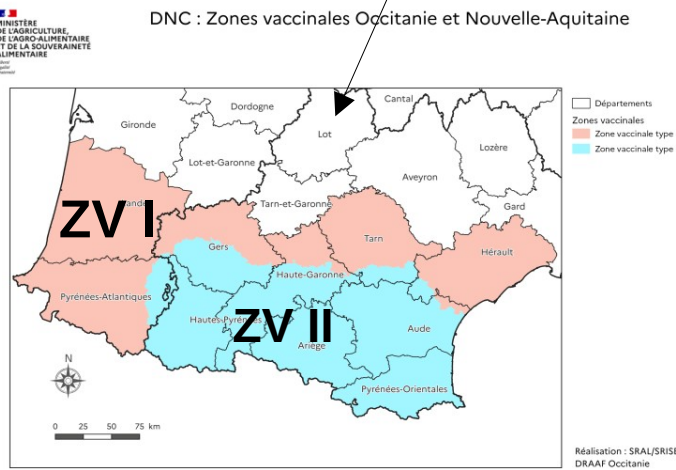 MINISTÈRE
DE L'AGRICULTURE,
DE L'AGRO-ALIMENTAIRE
ET DE LA SOUVERAINETÉ
ALIMENTAIRE
DNC : Zones vaccinales Occitanie et Nouvelle-Aquitaine
Gironde
Dordogne
Cantal
Lot
Lozère
Lot-et-Garonne
Aveyron
Tarn-et-Garonne
Gard
ZV I
Gers
Tarn
Hérault
Haute-Garonne
Pyrénées-Atlantiques
Hautes-Pyrénées
ZV II
Ariège
Aude
Pyrénées-Orientales
N
0 25 50 75 km
Départements
Zones vaccinales
Zone vaccinale type
Zone vaccinale type
Réalisation : SRAL/SRISE
DRAAF Occitanie